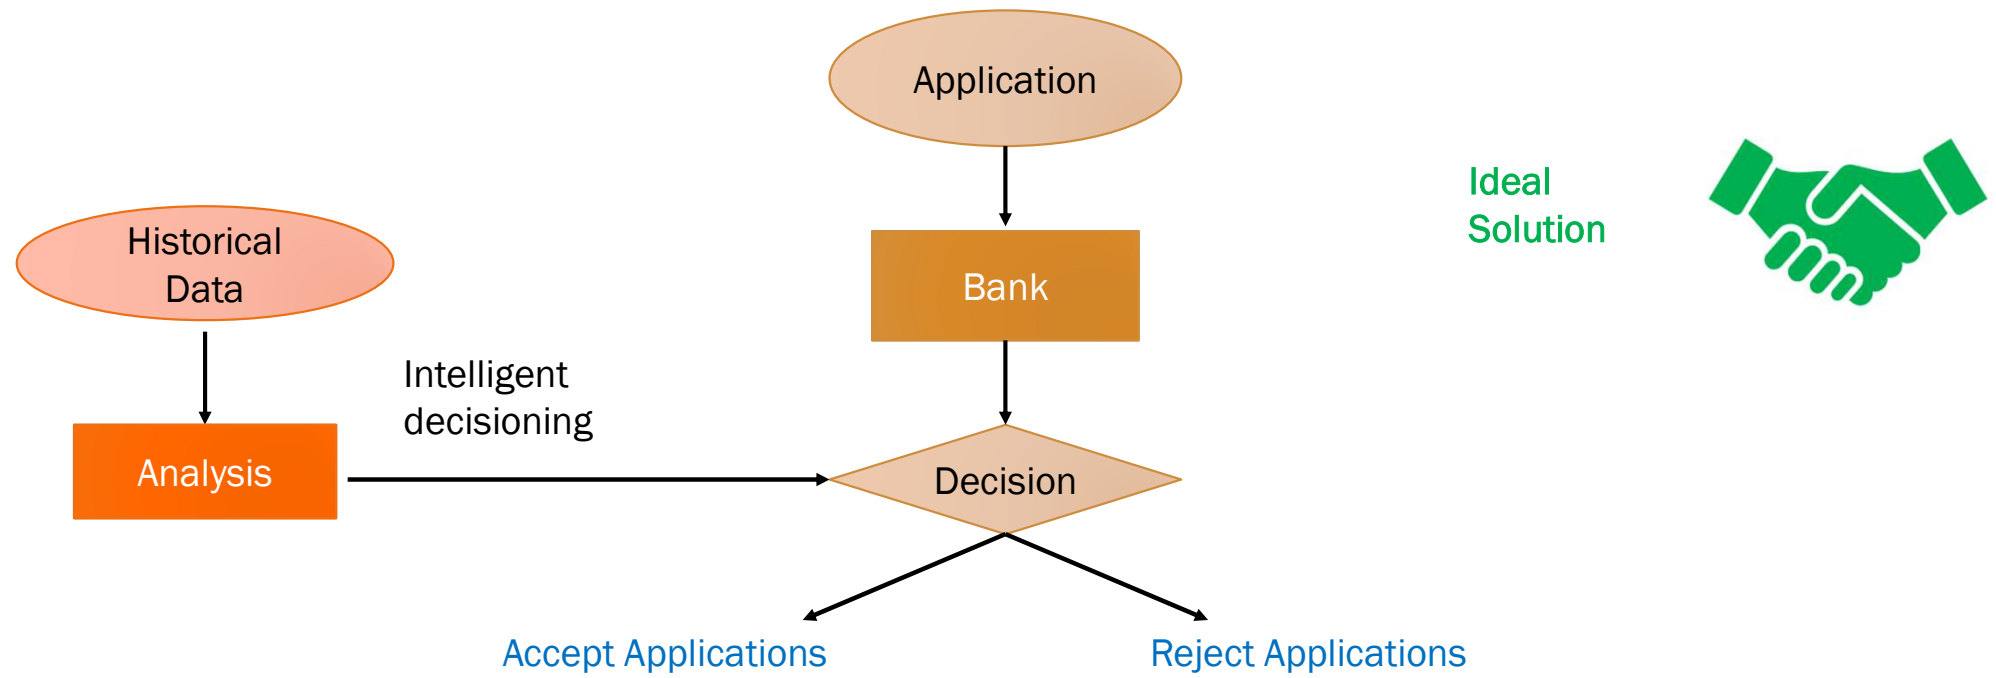 Application
Ideal
Solution
Historical
Data
Bank
Intelligent
decisioning
Analysis
Decision
Accept Applications
Reject Applications